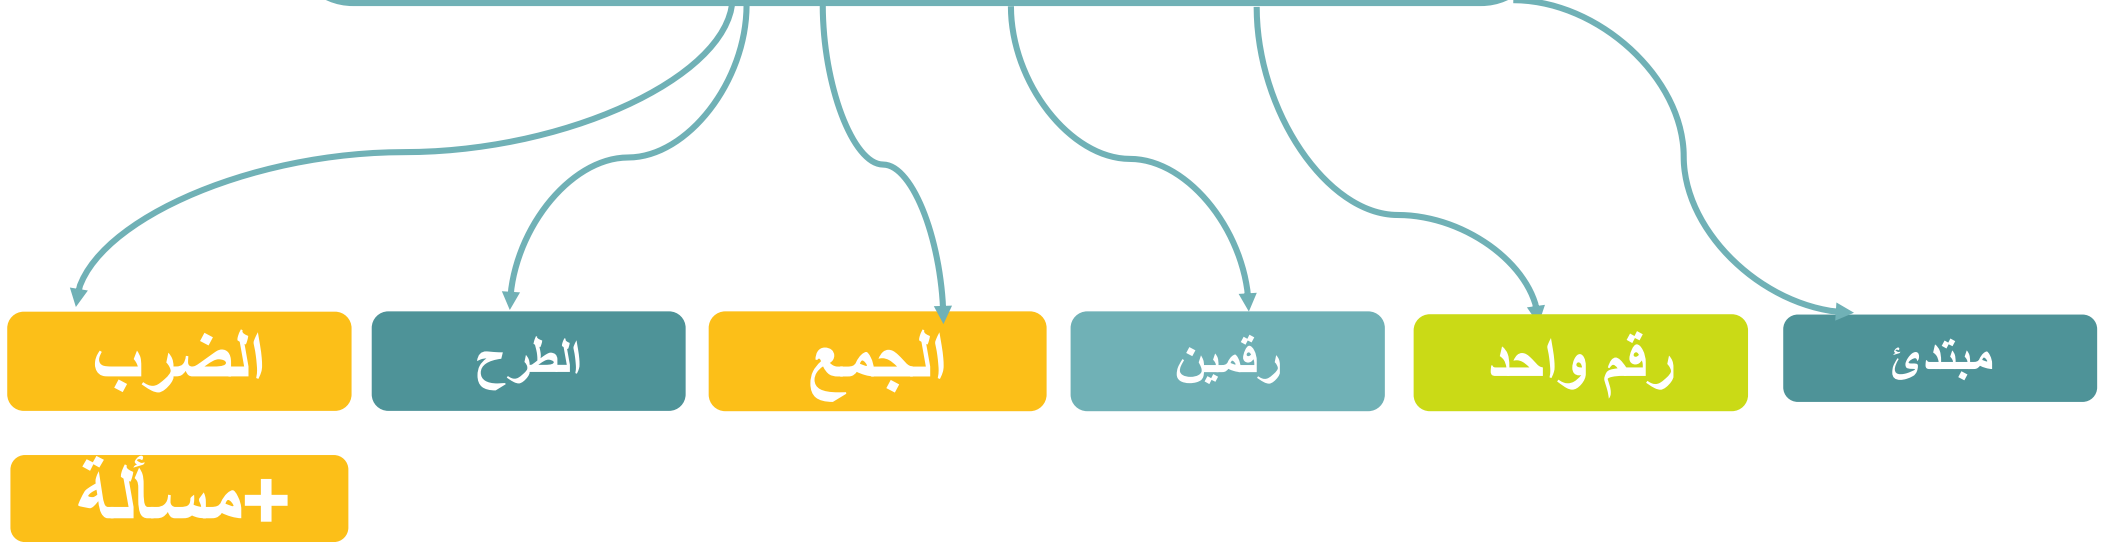 مبتدئ
رقم واحد
رقمين
الجمع
الطرح
الضرب
+مسألة